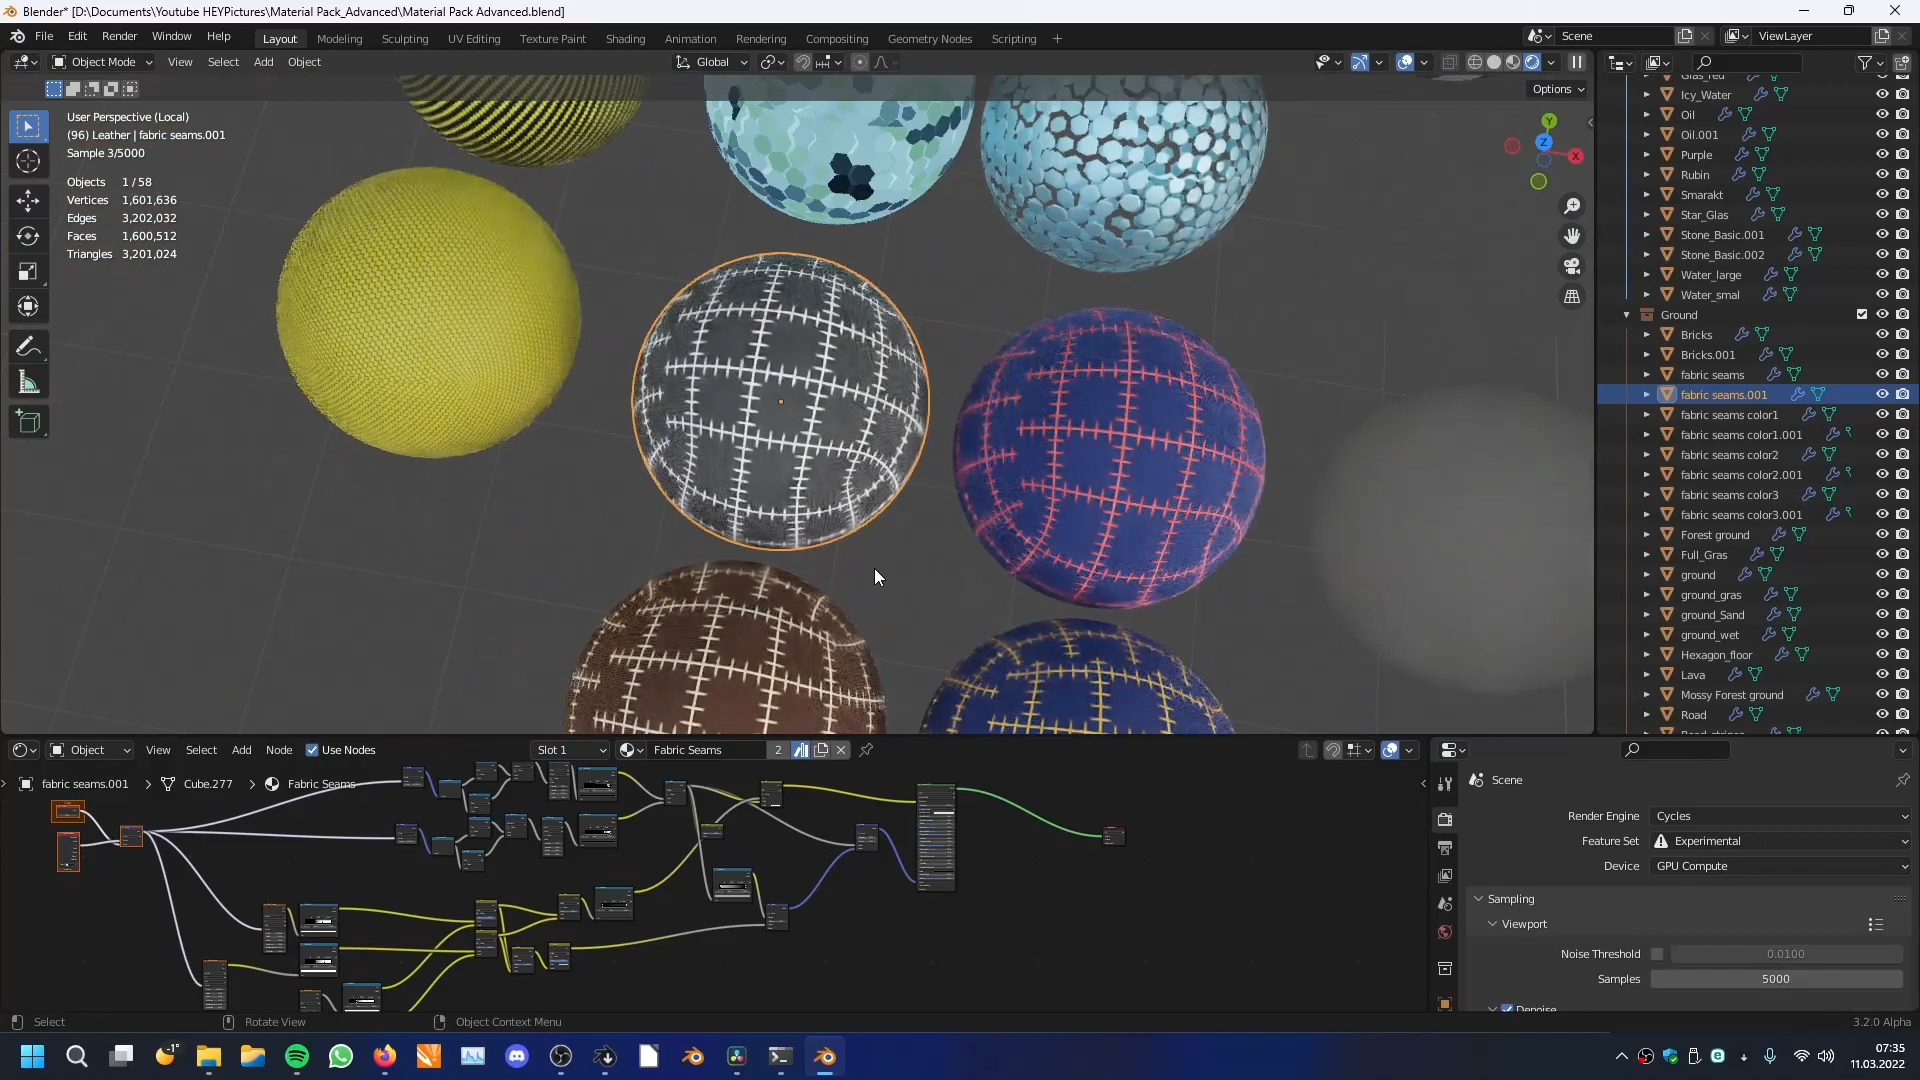 Blender* [D:\Documents\Youtube HEYPictures\Material Pack_Advanced\Material Pack Advanced.blend]
File Edit Render Window Help Layout Modeling Sculpting UV Editing Texture Paint Shading Animation Rendering Compositing Geometry Nodes Scripting + Scene ViewLayer
Object Mode View Select Add Object Global
Options
User Perspective (Local)
(96) Leather | fabric seams.001
Sample 3/5000
Objects 1 / 58
Vertices 1,601,636
Edges 3,202,032
Faces 1,600,512
Triangles 3,201,024
Y
Z
X
Glas_red
Icy_Water
Oil
Oil.001
Purple
Rubin
Smarakt
Star_Glas
Stone_Basic.001
Stone_Basic.002
Water_large
Water_smal
Ground
Bricks
Bricks.001
fabric seams
fabric seams.001
fabric seams color1
fabric seams color1.001
fabric seams color2
fabric seams color2.001
fabric seams color3
fabric seams color3.001
Forest ground
Full_Gras
ground
ground_gras
ground_Sand
ground_wet
Hexagon_floor
Lava
Mossy Forest ground
Road
Object View Select Add Node Use Nodes Slot 1 Fabric Seams 2
fabric seams.001 Cube.277 Fabric Seams
Scene
Render Engine Cycles
Feature Set Experimental
Device GPU Compute
Sampling
Viewport
Noise Threshold 0.0100
Samples 5000
Denoise
Select Rotate View Object Context Menu 3.2.0 Alpha
-1°
07:35
11.03.2022